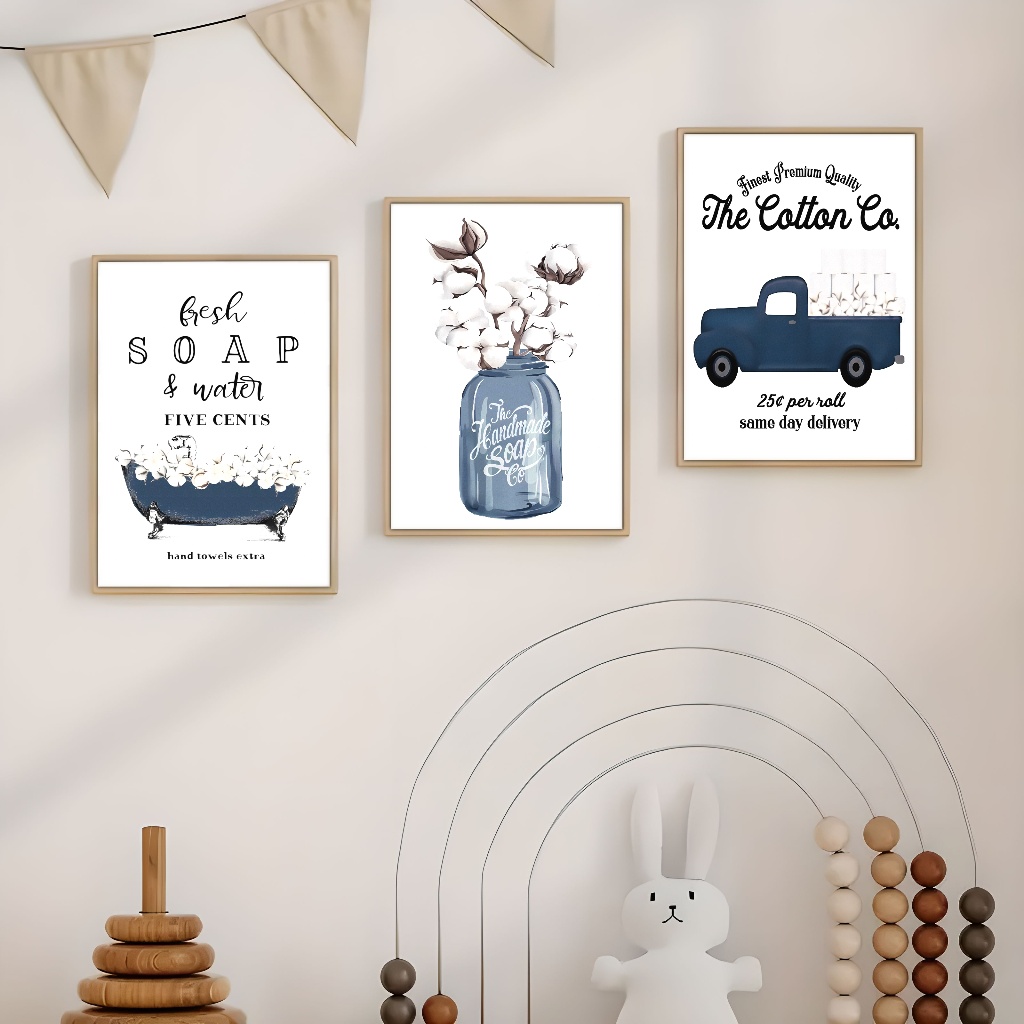 fresh
SOAP
& water
FIVE CENTS
hand towels extra
The
Handmade
Soap
Co
Finest Premium Quality
The Cotton Co.
25¢ per roll
same day delivery